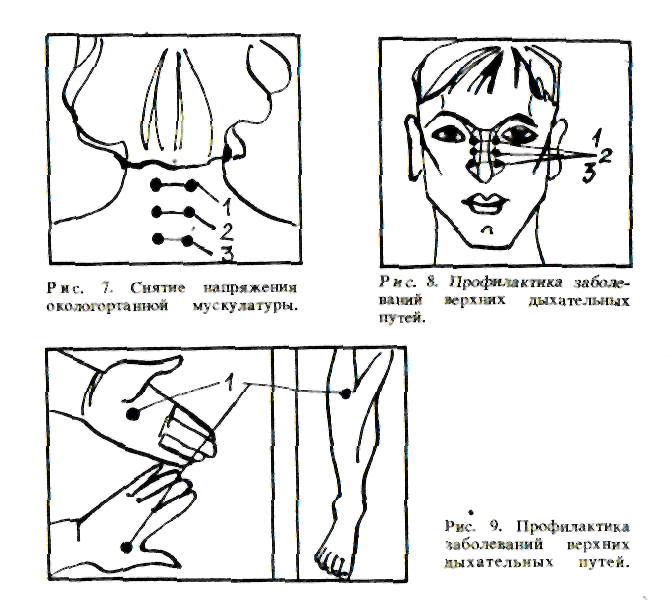 1
2
3
Рис. 7. Снятие напряжения
окологортанной мускулатуры.
1
2
3
Рис. 8. Профилактика заболе-
ваний верхних дыхательных
путей.
1
Рис. 9. Профилактика
заболеваний верхних
дыхательных путей.